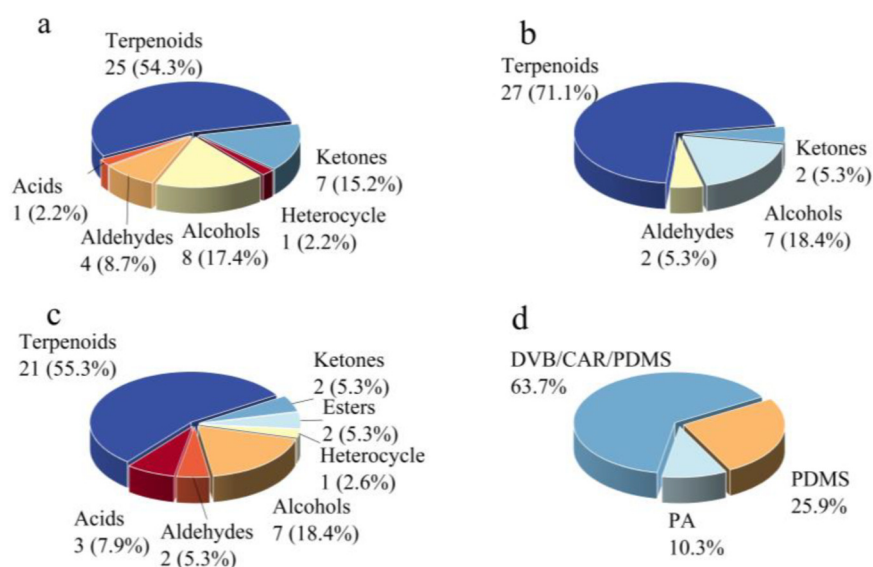 a
Terpenoids
25 (54.3%)
Ketones
7 (15.2%)
Heterocycle
1 (2.2%)
Alcohols
8 (17.4%)
Aldehydes
4 (8.7%)
Acids
1 (2.2%)
b
Terpenoids
27 (71.1%)
Ketones
2 (5.3%)
Alcohols
7 (18.4%)
Aldehydes
2 (5.3%)
c
Terpenoids
21 (55.3%)
Ketones
2 (5.3%)
Esters
2 (5.3%)
Heterocycle
1 (2.6%)
Alcohols
7 (18.4%)
Aldehydes
2 (5.3%)
Acids
3 (7.9%)
d
DVB/CAR/PDMS
63.7%
PDMS
25.9%
PA
10.3%